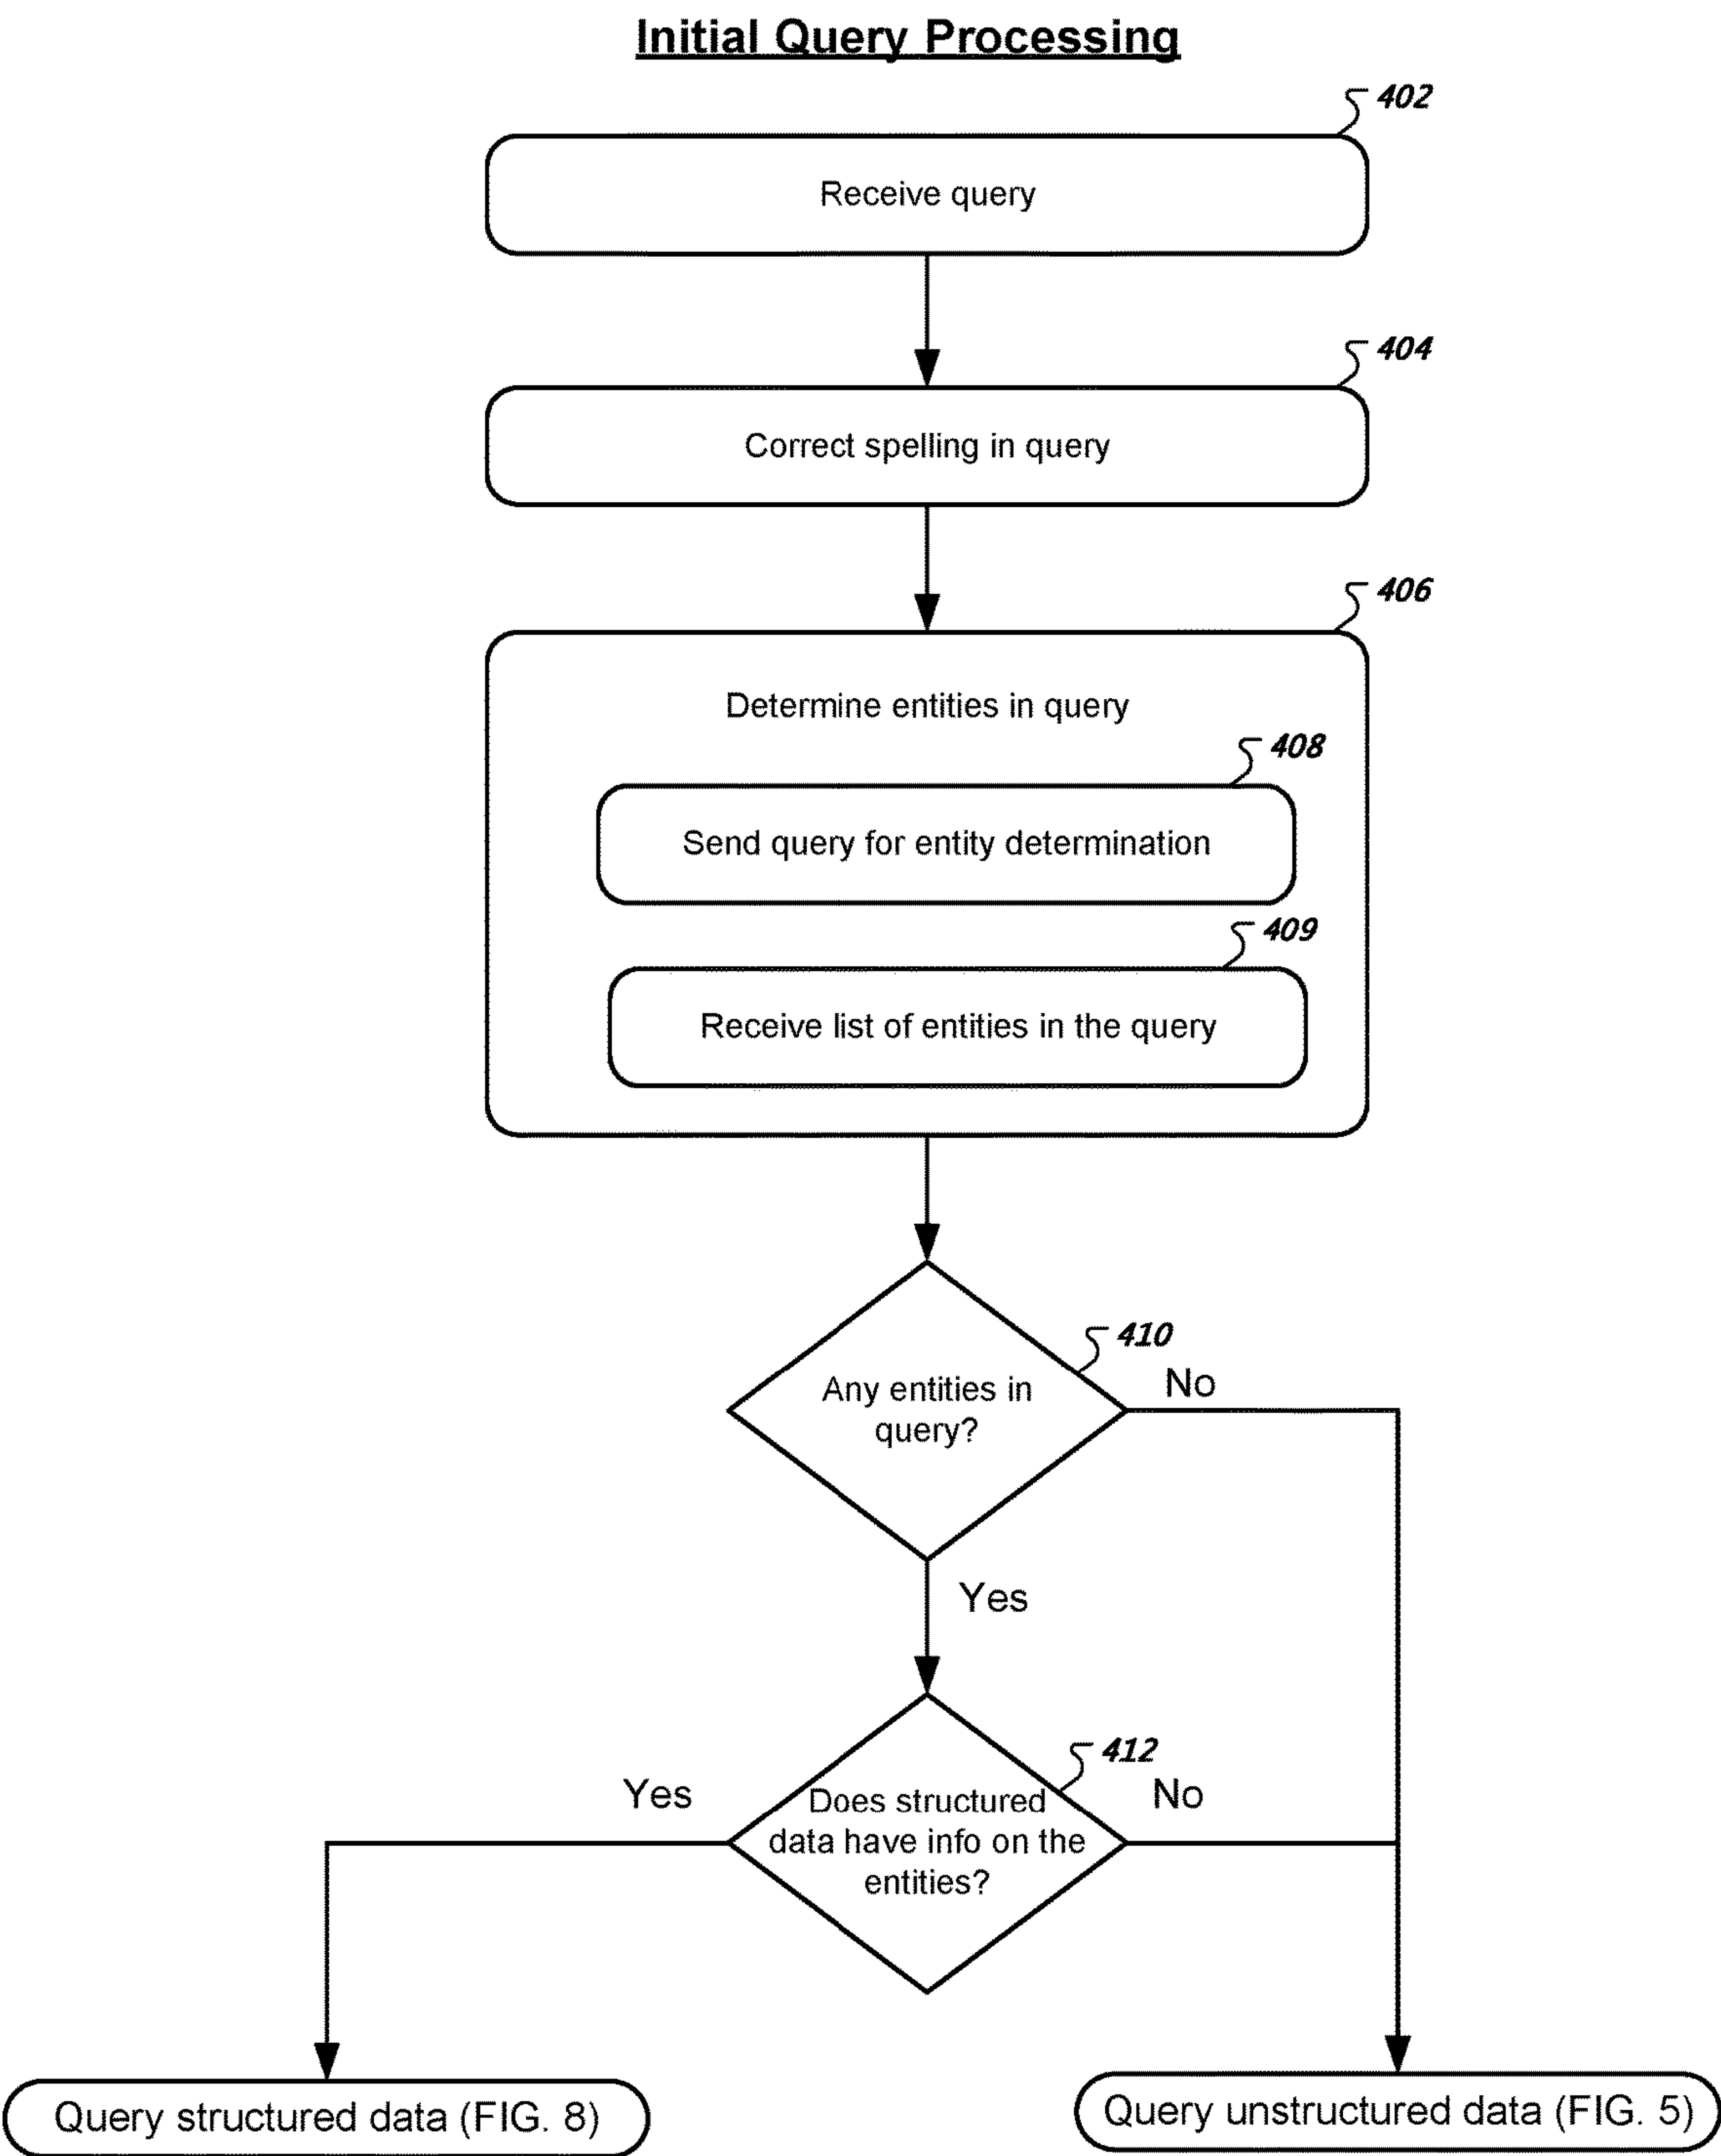 Initial Query Processing
402
Receive query
404
Correct spelling in query
406
Determine entities in query
408
Send query for entity determination
409
Receive list of entities in the query
410
Any entities in
query?
No
Yes
412
Does structured
data have info on the
entities?
Yes
No
Query structured data (FIG. 8)
Query unstructured data (FIG. 5)